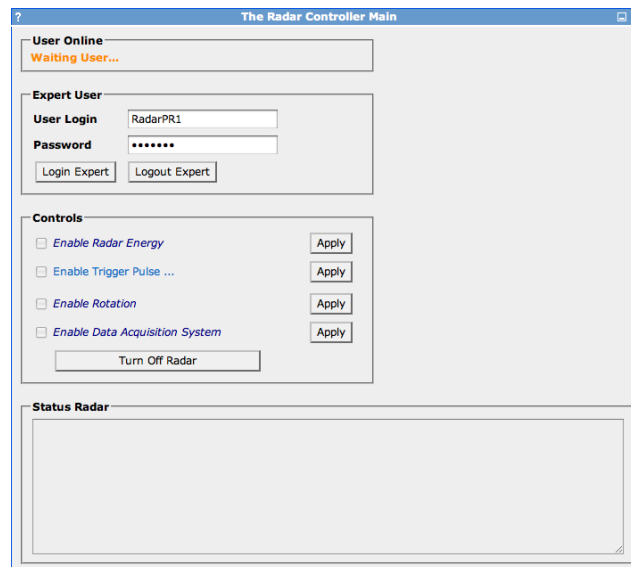 ? The Radar Controller Main
User Online
Waiting User...
Expert User
User Login RadarPR1
Password •••••••
Login Expert Logout Expert
Controls
Enable Radar Energy Apply
Enable Trigger Pulse ... Apply
Enable Rotation Apply
Enable Data Acquisition System Apply
Turn Off Radar
Status Radar